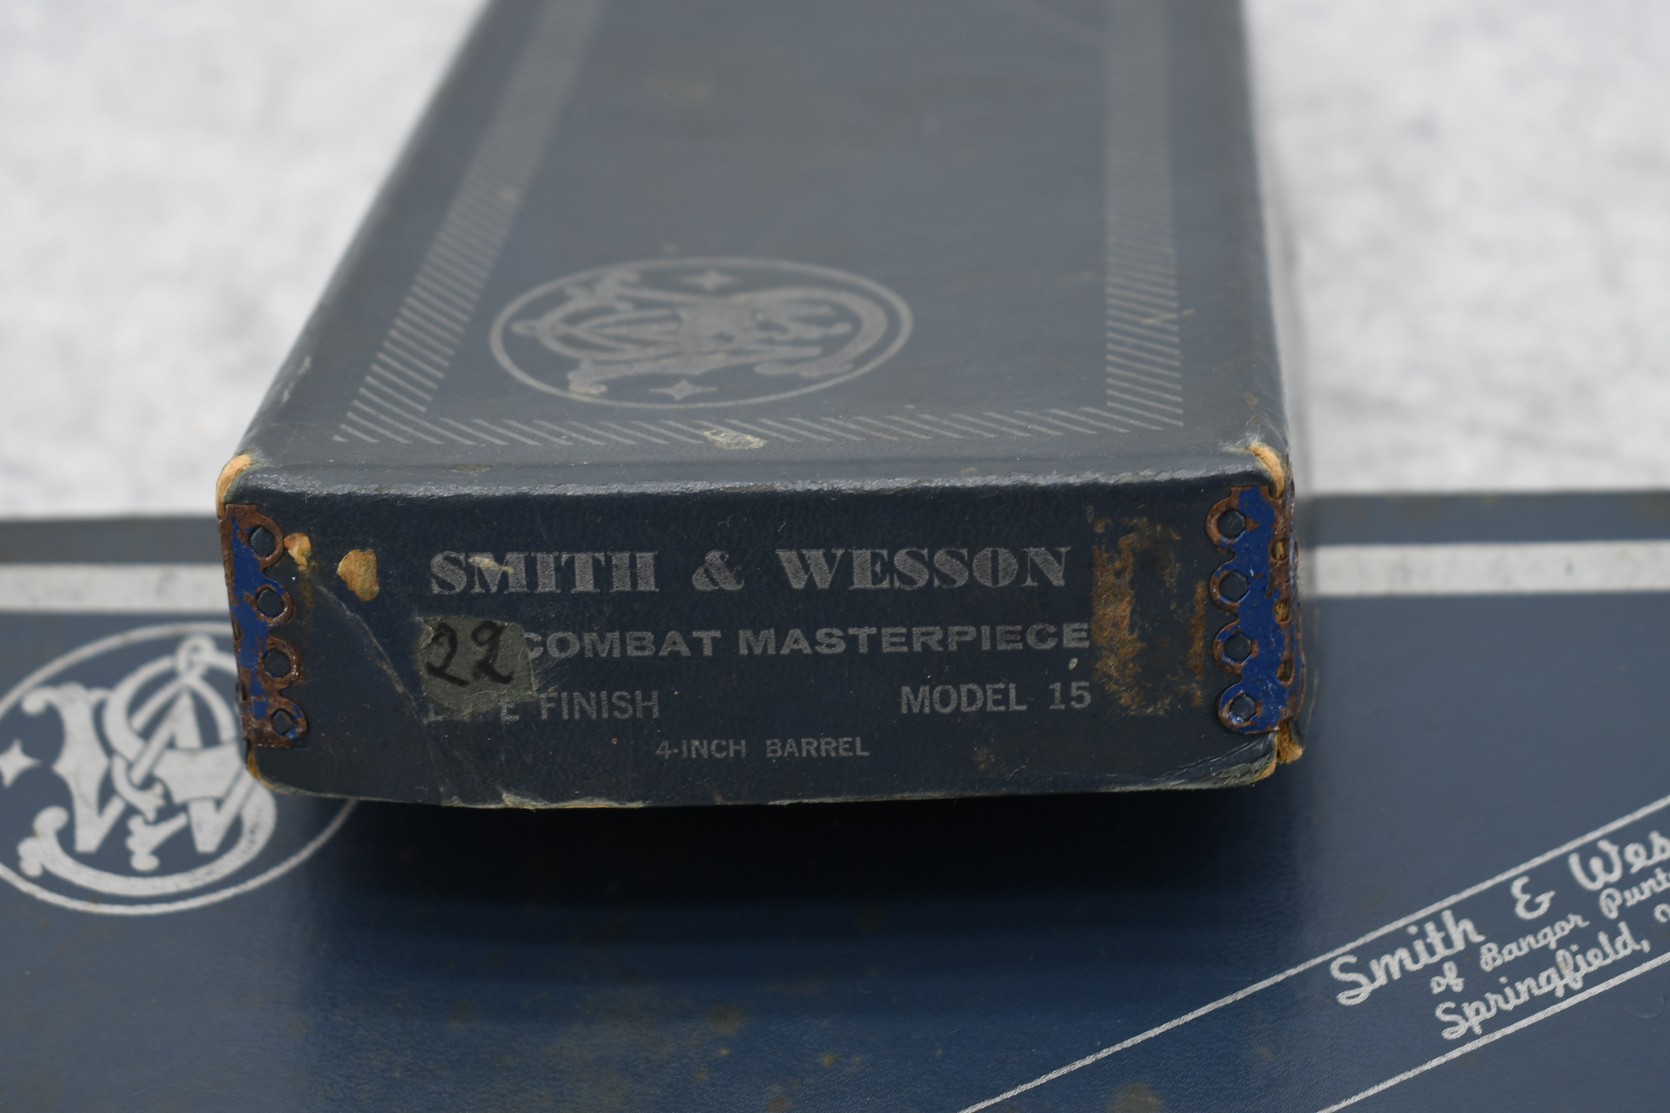 SMITH & WESSON
22 COMBAT MASTERPIECE
FINISH MODEL 15
4-INCH BARREL
Smith & Wes
of Bangor Punt
Springfield,